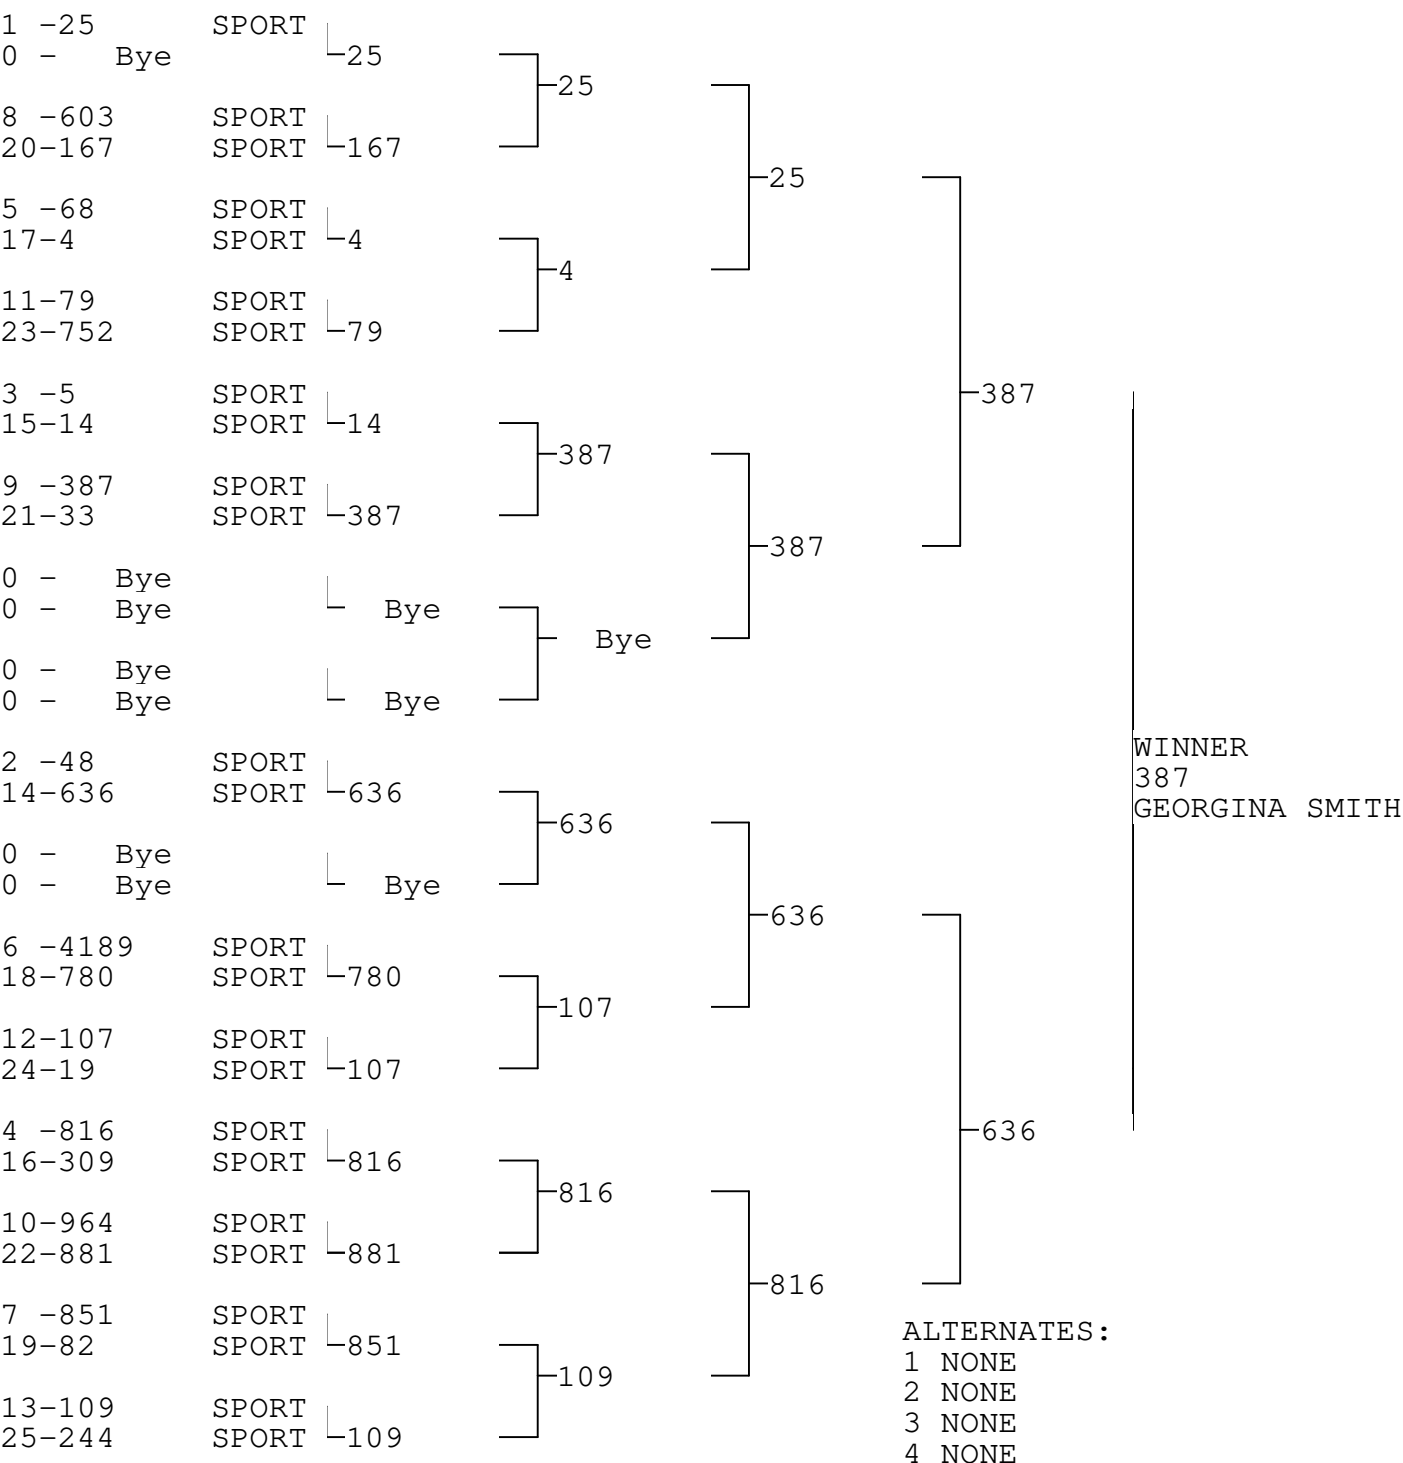 1 -25 SPORT
0 - Bye 25
25
8 -603 SPORT
20-167 SPORT 167
25
5 -68 SPORT
17-4 SPORT 4
4
11-79 SPORT
23-752 SPORT 79
3 -5 SPORT 387
15-14 SPORT 14
387
9 -387 SPORT
21-33 SPORT 387
387
0 - Bye
0 - Bye Bye
Bye
0 - Bye
0 - Bye Bye
2 -48 SPORT WINNER
14-636 SPORT 636 387
636 GEORGINA SMITH
0 - Bye
0 - Bye Bye
636
6 -4189 SPORT
18-780 SPORT 780
107
12-107 SPORT
24-19 SPORT 107
4 -816 SPORT 636
16-309 SPORT 816
816
10-964 SPORT
22-881 SPORT 881
816
7 -851 SPORT
19-82 SPORT 851
109
13-109 SPORT
25-244 SPORT 109
ALTERNATES:
1 NONE
2 NONE
3 NONE
4 NONE